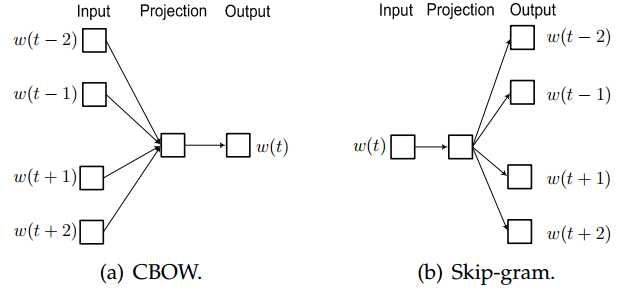 Input Projection Output
w(t − 2)
w(t − 1)
w(t)
w(t + 1)
w(t + 2)
(a) CBOW.
Input Projection Output
w(t − 2)
w(t − 1)
w(t)
w(t + 1)
w(t + 2)
(b) Skip-gram.